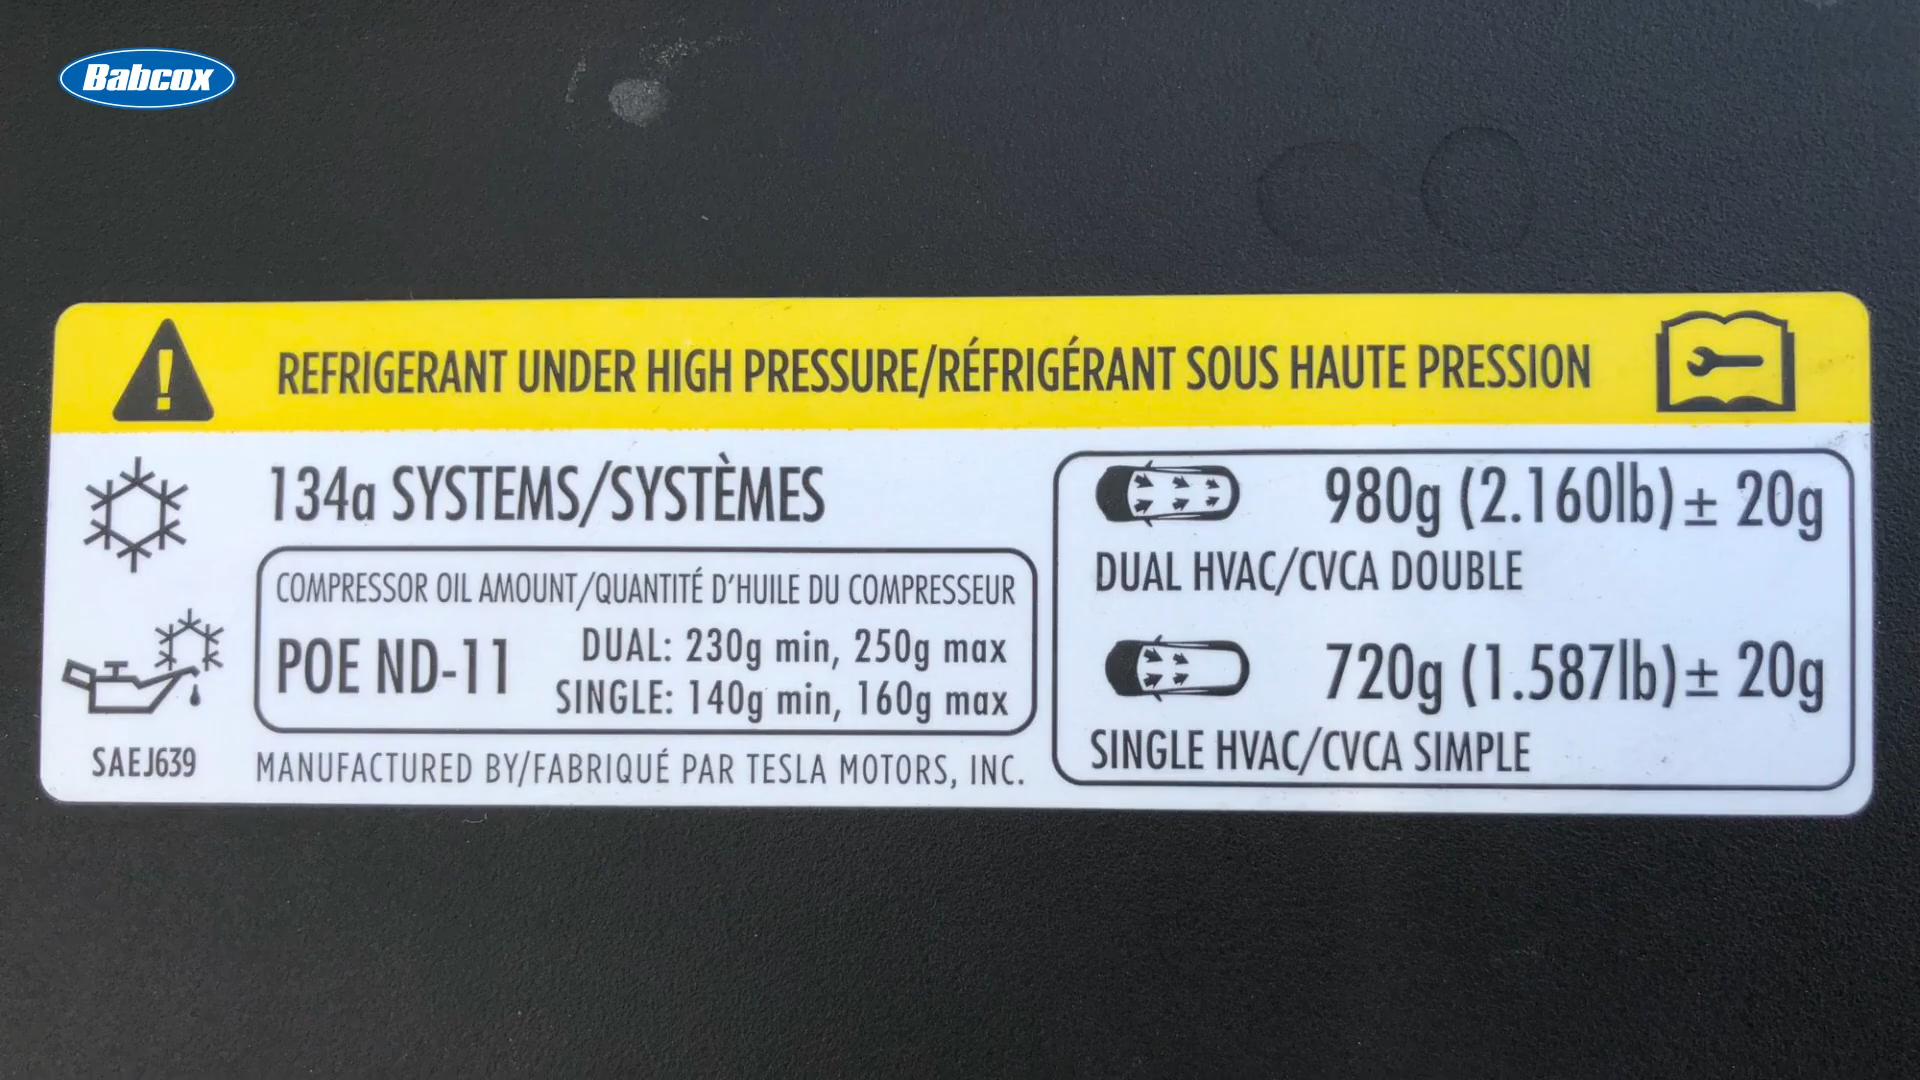 Babcox
REFRIGERANT UNDER HIGH PRESSURE/RÉFRIGÉRANT SOUS HAUTE PRESSION
134a SYSTEMS/SYSTÈMES
COMPRESSOR OIL AMOUNT/QUANTITÉ D'HUILE DU COMPRESSEUR
POE ND-11
DUAL: 230g min, 250g max
SINGLE: 140g min, 160g max
SAEJ639
MANUFACTURED BY/FABRIQUÉ PAR TESLA MOTORS, INC.
980g (2.160lb) ± 20g
DUAL HVAC/CVCA DOUBLE
720g (1.587lb) ± 20g
SINGLE HVAC/CVCA SIMPLE